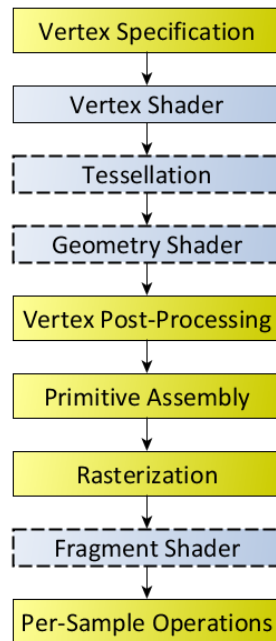 Vertex Specification
Vertex Shader
Tessellation
Geometry Shader
Vertex Post-Processing
Primitive Assembly
Rasterization
Fragment Shader
Per-Sample Operations